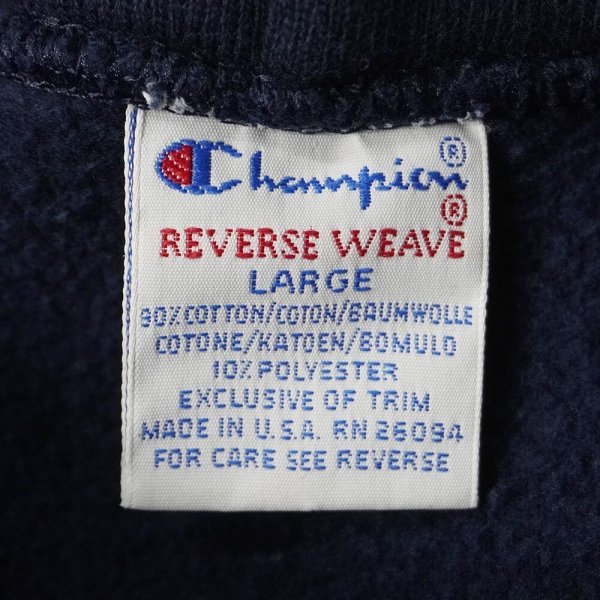 Champion ®
®
REVERSE WEAVE
LARGE
90% COTTON/COTON/BAUMWOLLE
COTONE/KATOEN/BOMULD
10% POLYESTER
EXCLUSIVE OF TRIM
MADE IN U.S.A. RN 26094
FOR CARE SEE REVERSE